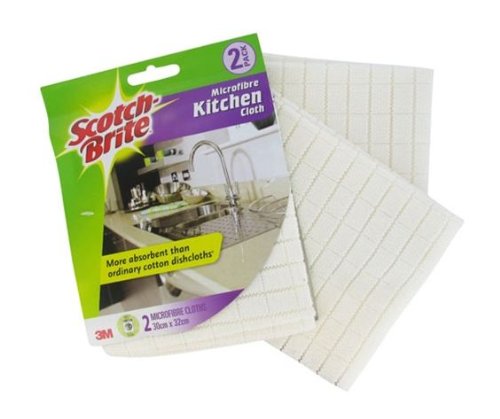 2
PACK
Microfibre
Kitchen
Cloth
Scotch-
Brite
More absorbent than
ordinary cotton dishcloths*
3M
2 MICROFIBRE CLOTHS
30cm x 32cm